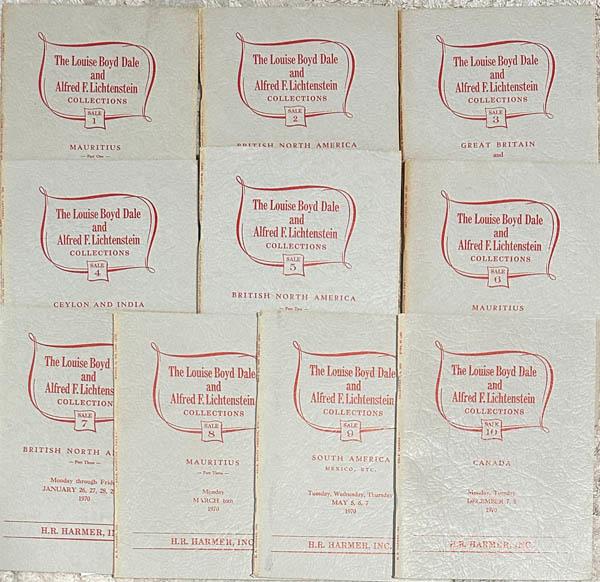 The Louise Boyd Dale
and
Alfred F. Lichtenstein
COLLECTIONS
SALE
1
MAURITIUS
— Part One —
The Louise Boyd Dale
and
Alfred F. Lichtenstein
COLLECTIONS
SALE
2
BRITISH NORTH AMERICA
The Louise Boyd Dale
and
Alfred F. Lichtenstein
COLLECTIONS
SALE
3
GREAT BRITAIN
and
The Louise Boyd Dale
and
Alfred F. Lichtenstein
COLLECTIONS
SALE
4
CEYLON AND INDIA
The Louise Boyd Dale
and
Alfred F. Lichtenstein
COLLECTIONS
SALE
5
BRITISH NORTH AMERICA
— Part Two —
The Louise Boyd Dale
and
Alfred F. Lichtenstein
COLLECTIONS
SALE
6
MAURITIUS
The Louise Boyd D
and
Alfred F. Lichtens
COLLECTION
SALE
7
BRITISH NORTH AM
— Part Three —
Monday through Frid
JANUARY 26, 27, 28, 2
1970
H.R. HARMER, I
The Louise Boyd Dale
and
Alfred F. Lichtenstei
COLLECTIONS
SALE
8
MAURITIUS
— Part Three —
Monday
MARCH 16th
1970
H.R. HARMER, INC.
The Louise Boyd Dale
and
Alfred F. Lichtenstei
COLLECTIONS
SALE
9
SOUTH AMERICA
MEXICO, ETC.
Tuesday, Wednesday, Thursday
MAY 5, 6, 7
1970
H.R. HARMER, INC.
The Louise Boyd Dale
and
Alfred F. Lichtenstein
COLLECTIONS
SALE
10
CANADA
Monday, Tuesday
DECEMBER 7, 8
1970
H.R. HARMER, INC.